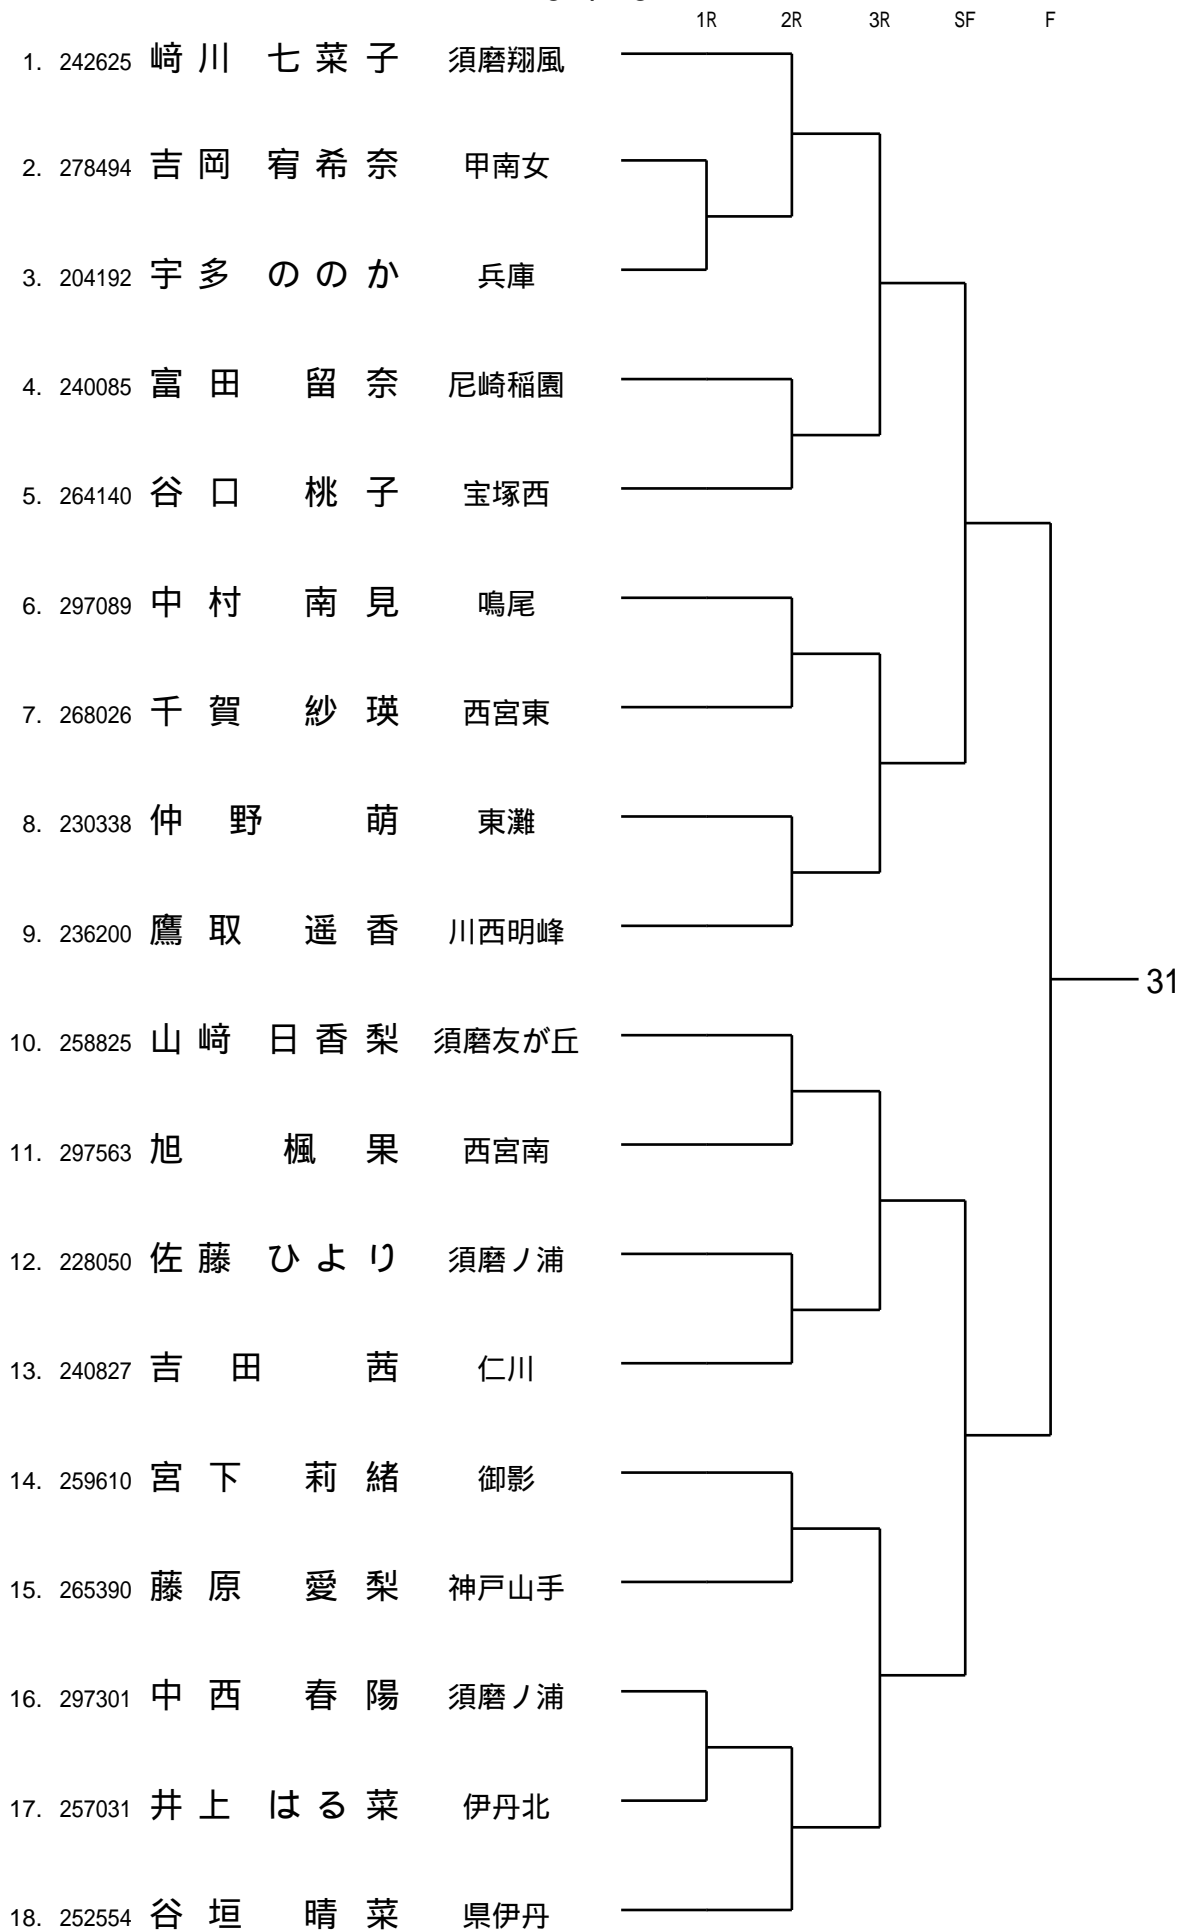 1R 2R 3R SF F
1. 242625 﨑川 七菜子 須磨翔風
2. 278494 吉岡 宥希奈 甲南女
3. 204192 宇多 ののか 兵庫
4. 240085 富田 留奈 尼崎稲園
5. 264140 谷口 桃子 宝塚西
6. 297089 中村 南見 鳴尾
7. 268026 千賀 紗瑛 西宮東
8. 230338 仲野 萌 東灘
9. 236200 鷹取 遥香 川西明峰
31
10. 258825 山﨑 日香梨 須磨友が丘
11. 297563 旭 楓果 西宮南
12. 228050 佐藤 ひより 須磨ノ浦
13. 240827 吉田 茜 仁川
14. 259610 宮下 莉緒 御影
15. 265390 藤原 愛梨 神戸山手
16. 297301 中西 春陽 須磨ノ浦
17. 257031 井上 はる菜 伊丹北
18. 252554 谷垣 晴菜 県伊丹